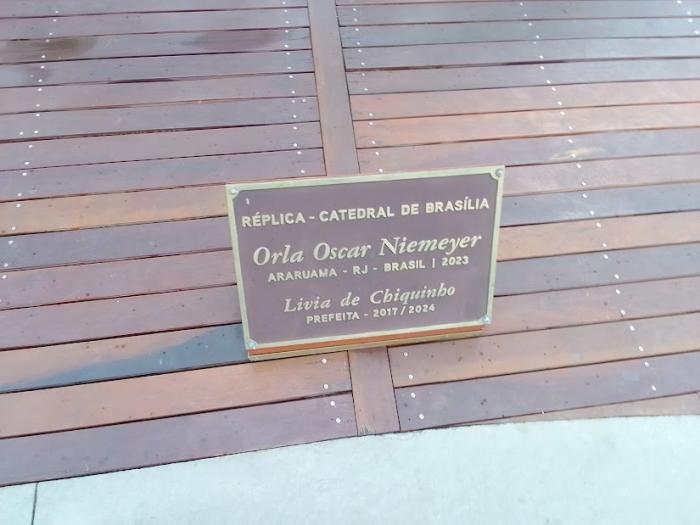 RÉPLICA - CATEDRAL DE BRASÍLIA
Orla Oscar Niemeyer
ARARUAMA - RJ - BRASIL | 2023
Livia de Chiquinho
PREFEITA - 2017/2024